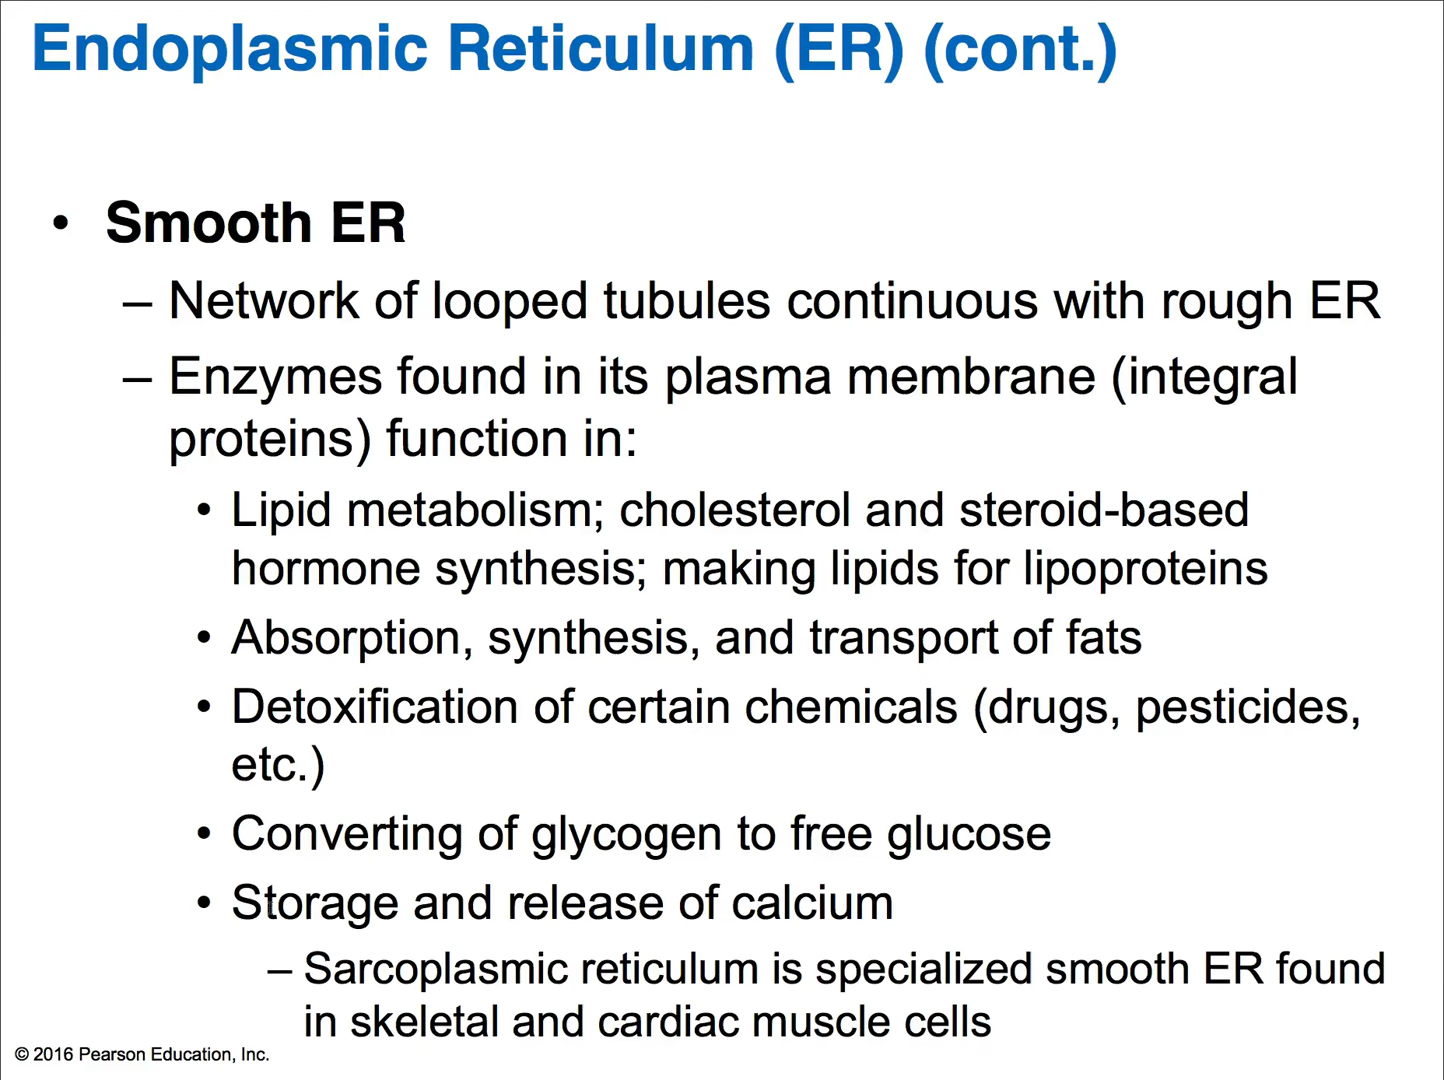 Endoplasmic Reticulum (ER) (cont.)
• Smooth ER
– Network of looped tubules continuous with rough ER
– Enzymes found in its plasma membrane (integral
proteins) function in:
• Lipid metabolism; cholesterol and steroid-based
hormone synthesis; making lipids for lipoproteins
• Absorption, synthesis, and transport of fats
• Detoxification of certain chemicals (drugs, pesticides,
etc.)
• Converting of glycogen to free glucose
• Storage and release of calcium
– Sarcoplasmic reticulum is specialized smooth ER found
in skeletal and cardiac muscle cells
© 2016 Pearson Education, Inc.